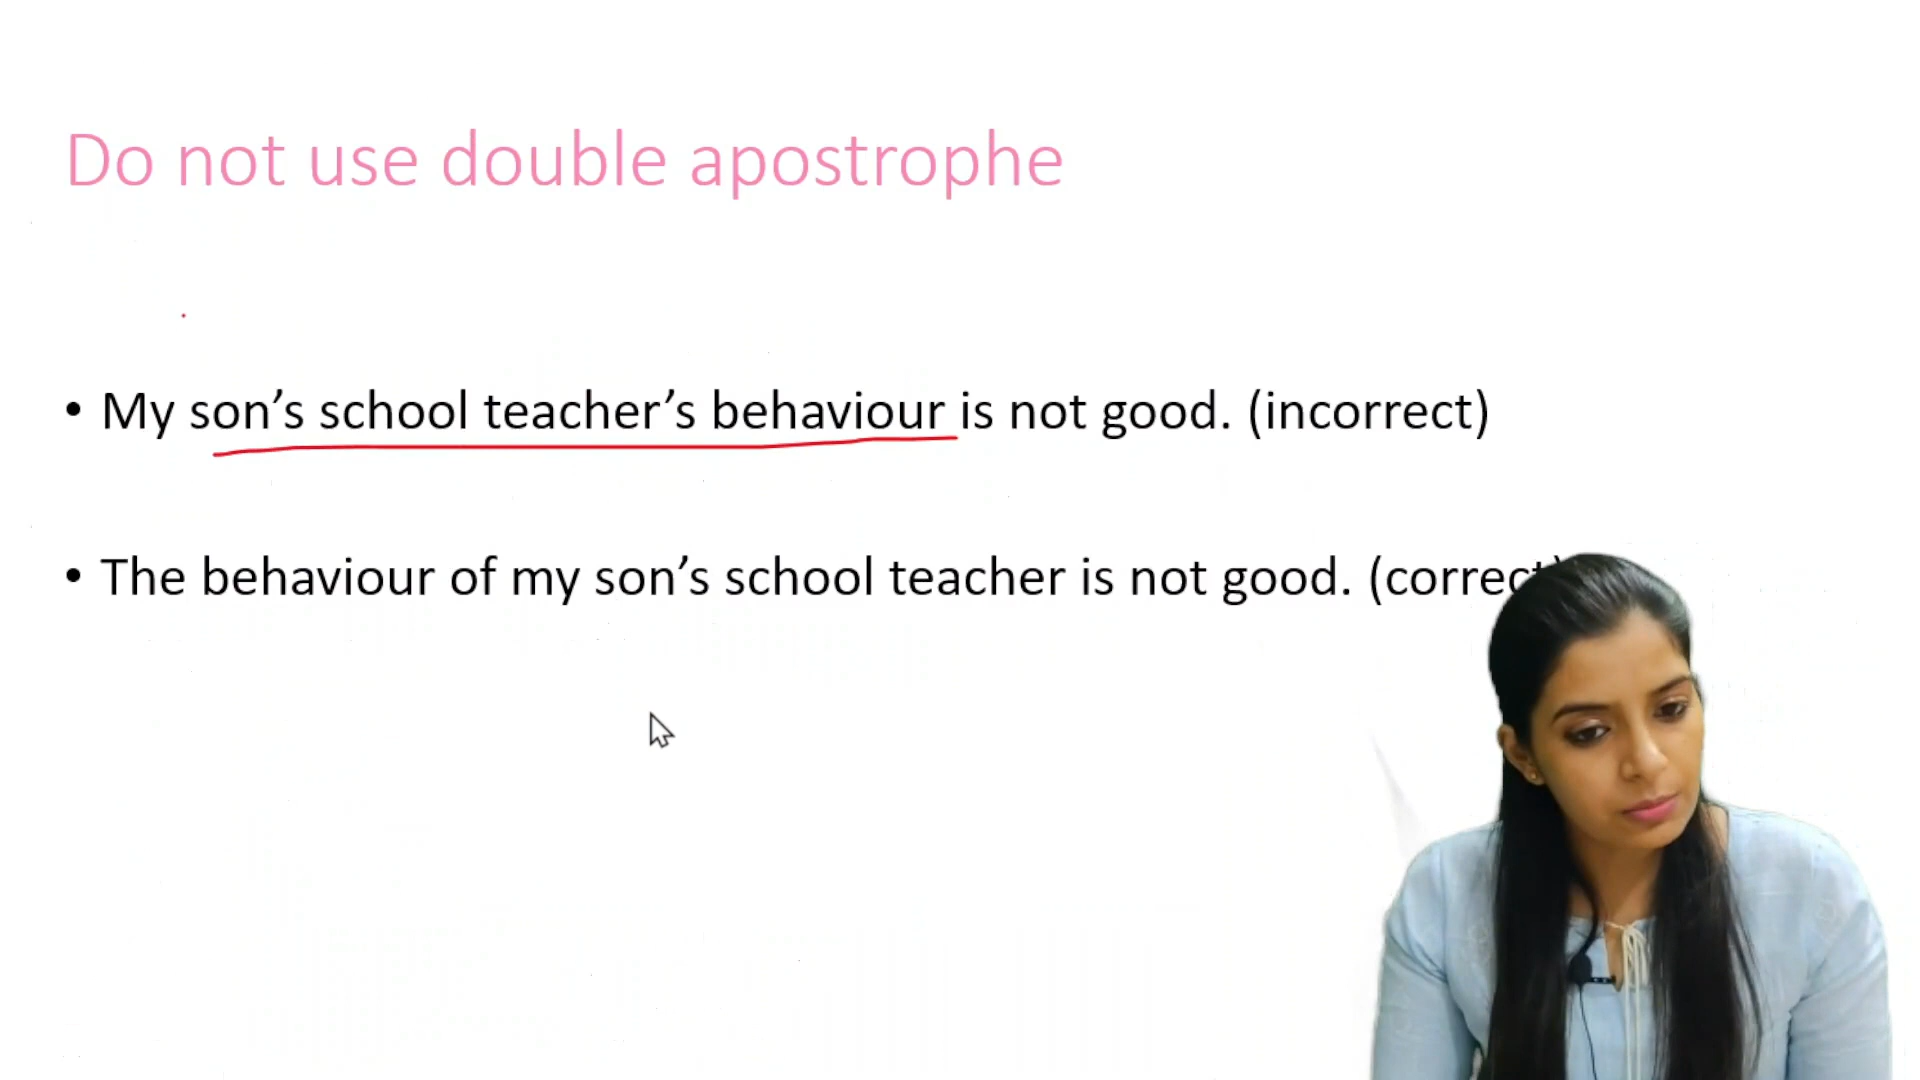 Do not use double apostrophe
• My son’s school teacher’s behaviour is not good. (incorrect)
• The behaviour of my son’s school teacher is not good. (correct)